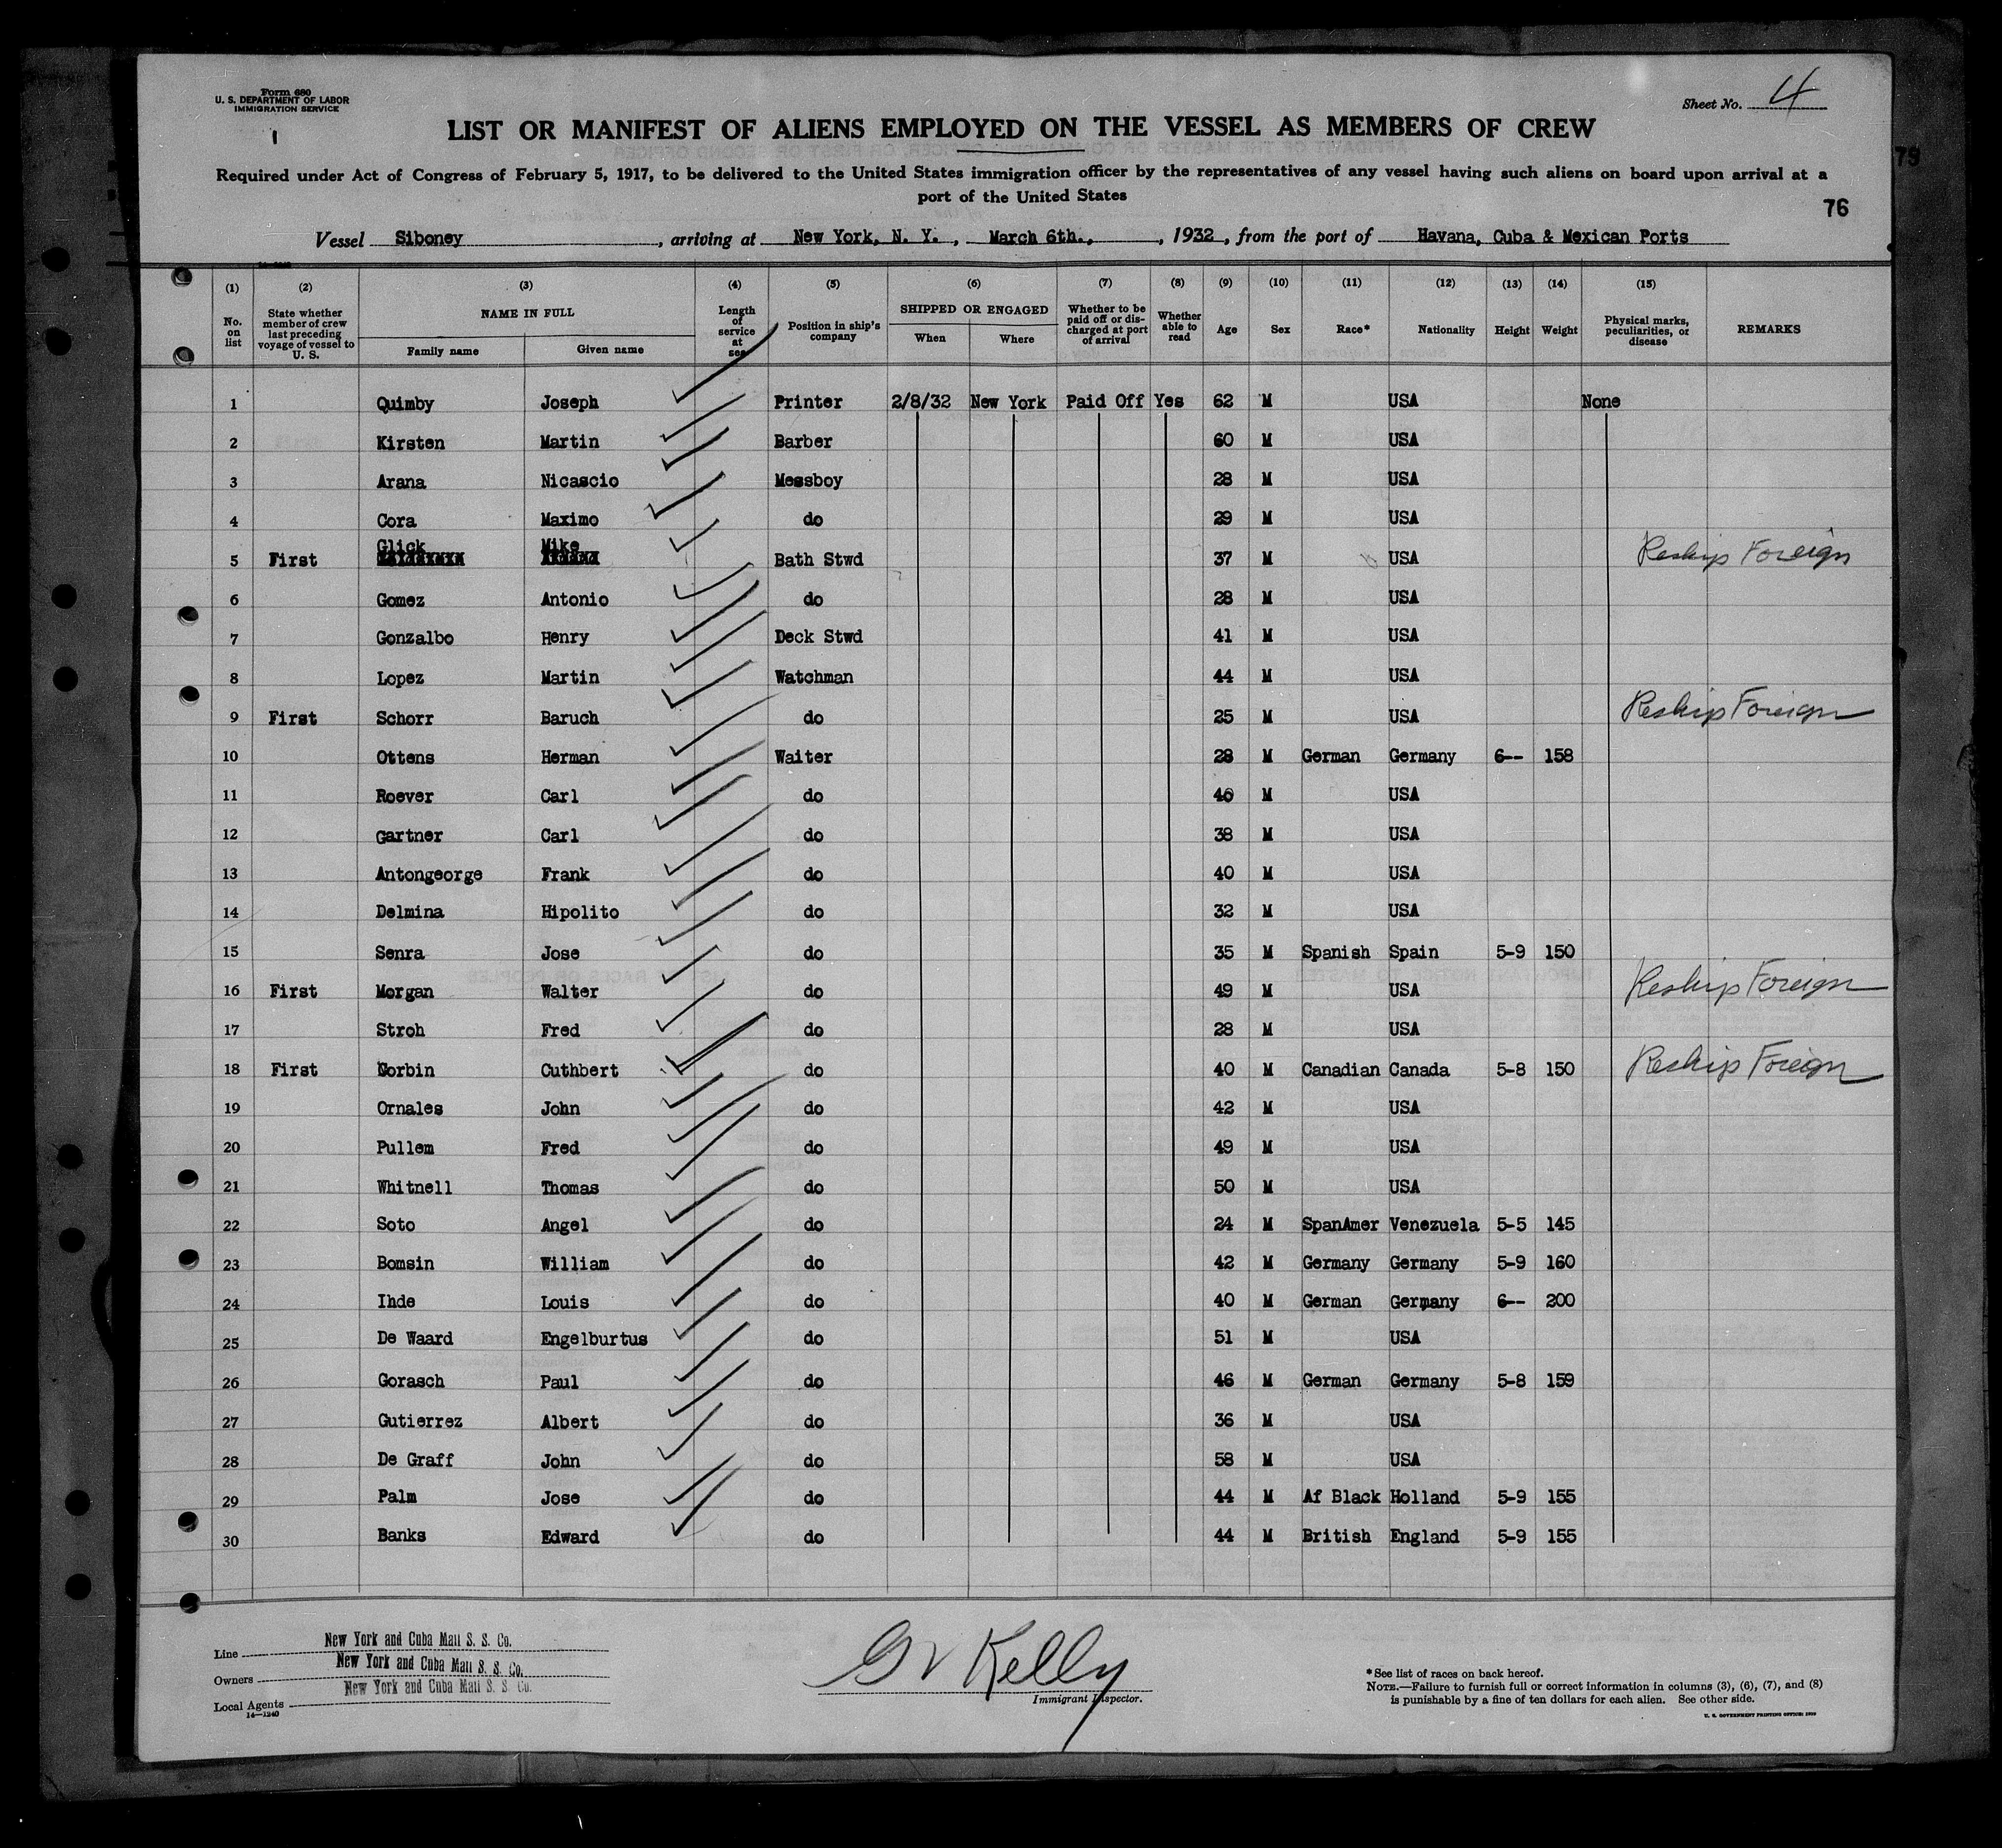 Form 680
U. S. DEPARTMENT OF LABOR
IMMIGRATION SERVICE
Sheet No. 4
LIST OR MANIFEST OF ALIENS EMPLOYED ON THE VESSEL AS MEMBERS OF CREW
79
Required under Act of Congress of February 5, 1917, to be delivered to the United States immigration officer by the representatives of any vessel having such aliens on board upon arrival at a
port of the United States
76
Vessel Siboney, arriving at New York, N. Y., March 6th., 1932, from the port of Havana, Cuba & Mexican Ports
(1) (2) (3) (4) (5) (6) (7) (8) (9) (10) (11) (12) (13) (14) (15)
No. on list State whether member of crew last preceding voyage of vessel to U. S. NAME IN FULL Family name Given name Length of service at sea Position in ship's company SHIPPED OR ENGAGED When Where Whether to be paid off or discharged at port of arrival Whether able to read Age Sex Race* Nationality Height Weight Physical marks, peculiarities, or disease REMARKS
1 Quimby Joseph Printer 2/8/32 New York Paid Off Yes 62 M USA None
2 Kirsten Martin Barber 60 M USA
3 Arana Nicascio Messboy 28 M USA
4 Cora Maximo do 29 M USA
5 First Glick Mike Bath Stwd 37 M USA Reship Foreign
6 Gomez Antonio do 28 M USA
7 Gonzalbo Henry Deck Stwd 41 M USA
8 Lopez Martin Watchman 44 M USA
9 First Schorr Baruch do 25 M USA Reship Foreign
10 Ottens Herman Waiter 28 M German Germany 6-- 158
11 Roever Carl do 46 M USA
12 Gartner Carl do 38 M USA
13 Antongeorge Frank do 40 M USA
14 Delmina Hipolito do 32 M USA
15 Senra Jose do 35 M Spanish Spain 5-9 150
16 First Morgan Walter do 49 M USA Reship Foreign
17 Stroh Fred do 28 M USA
18 First Corbin Cuthbert do 40 M Canadian Canada 5-8 150 Reship Foreign
19 Ornales John do 42 M USA
20 Pullem Fred do 49 M USA
21 Whitnell Thomas do 50 M USA
22 Soto Angel do 24 M SpanAmer Venezuela 5-5 145
23 Bomsin William do 42 M Germany Germany 5-9 160
24 Ihde Louis do 40 M German Germany 6-- 200
25 De Waard Engelburtus do 51 M USA
26 Gorasch Paul do 46 M German Germany 5-8 159
27 Gutierrez Albert do 36 M USA
28 De Graff John do 58 M USA
29 Palm Jose do 44 M Af Black Holland 5-9 155
30 Banks Edward do 44 M British England 5-9 155
Line New York and Cuba Mail S. S. Co.
Owners New York and Cuba Mail S. S. Co.
Local Agents New York and Cuba Mail S. S. Co.
14—1240
G V Kelly
Immigrant Inspector.
*See list of races on back hereof.
NOTE.—Failure to furnish full or correct information in columns (3), (6), (7), and (8)
is punishable by a fine of ten dollars for each alien. See other side.